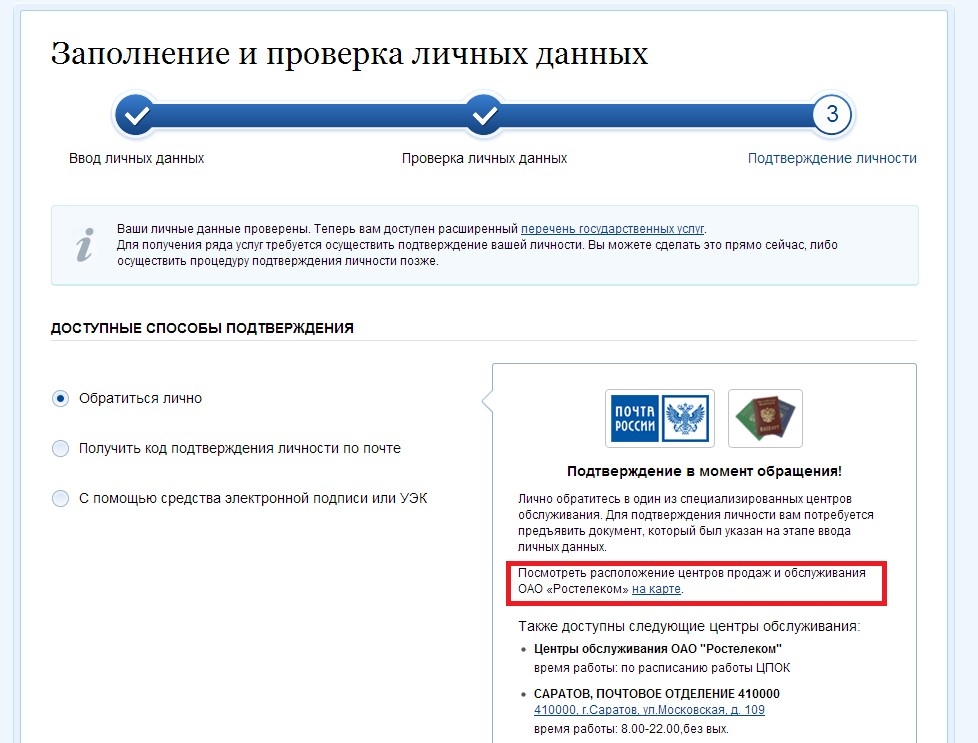 Заполнение и проверка личных данных
3
Ввод личных данных
Проверка личных данных
Подтверждение личности
Ваши личные данные проверены. Теперь вам доступен расширенный перечень государственных услуг.
Для получения ряда услуг требуется осуществить подтверждение вашей личности. Вы можете сделать это прямо сейчас, либо
осуществить процедуру подтверждения личности позже.
ДОСТУПНЫЕ СПОСОБЫ ПОДТВЕРЖДЕНИЯ
Обратиться лично
Получить код подтверждения личности по почте
С помощью средства электронной подписи или УЭК
ПОЧТА
РОССИИ
Подтверждение в момент обращения!
Лично обратитесь в один из специализированных центров
обслуживания. Для подтверждения личности вам потребуется
предъявить документ, который был указан на этапе ввода
личных данных.
Посмотреть расположение центров продаж и обслуживания
ОАО «Ростелеком» на карте.
Также доступны следующие центры обслуживания:
Центры обслуживания ОАО "Ростелеком"
время работы: по расписанию работы ЦПОК
САРАТОВ, ПОЧТОВОЕ ОТДЕЛЕНИЕ 410000
410000, г.Саратов, ул.Московская, д. 109
время работы: 8.00-22.00,без вых.